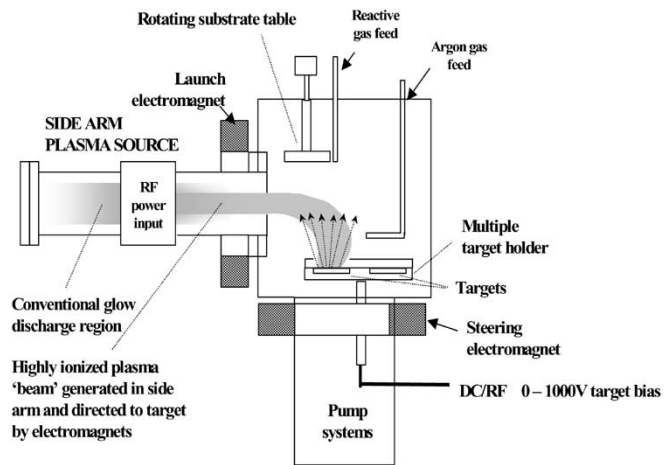 Rotating substrate table
Reactive gas
feed
Argon gas
feed
Launch
electromagnet
SIDE ARM
PLASMA SOURCE
RF
power
input
Multiple
target holder
Targets
Conventional glow
discharge region
Steering
electromagnet
Highly ionized plasma
‘beam’ generated in side
arm and directed to target
by electromagnets
DC/RF 0 – 1000V target bias
Pump
systems